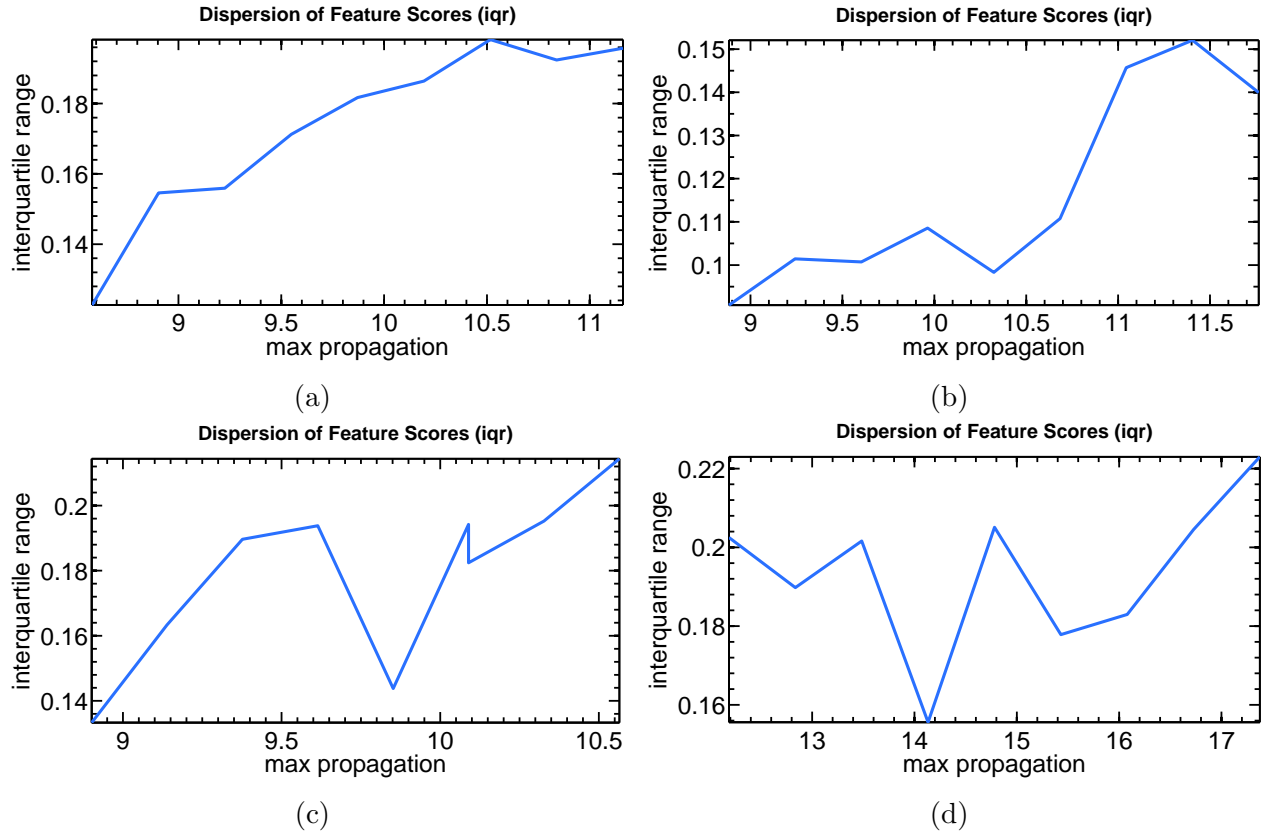 Dispersion of Feature Scores (iqr)
interquartile range
0.18
0.16
0.14
9 9.5 10 10.5 11
max propagation
(a)
Dispersion of Feature Scores (iqr)
interquartile range
0.15
0.14
0.13
0.12
0.11
0.1
9 9.5 10 10.5 11 11.5
max propagation
(b)
Dispersion of Feature Scores (iqr)
interquartile range
0.2
0.18
0.16
0.14
9 9.5 10 10.5
max propagation
(c)
Dispersion of Feature Scores (iqr)
interquartile range
0.22
0.2
0.18
0.16
13 14 15 16 17
max propagation
(d)